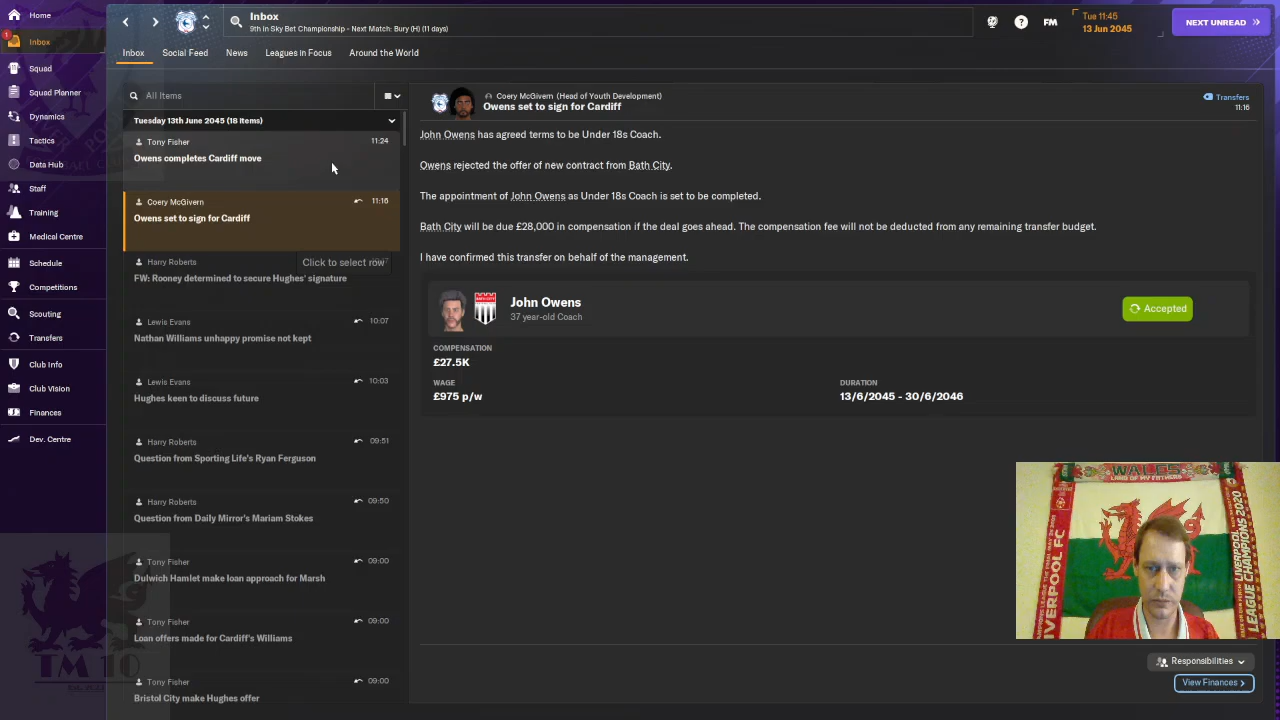 Home
1
Inbox
Squad
Squad Planner
Dynamics
Tactics
Data Hub
Staff
Training
Medical Centre
Schedule
Competitions
Scouting
Transfers
Club Info
Club Vision
Finances
Dev. Centre
Inbox
9th in Sky Bet Championship - Next Match: Bury (H) (11 days)
?
FM
Tue 11:45
13 Jun 2045
NEXT UNREAD
Inbox
Social Feed
News
Leagues in Focus
Around the World
All Items
Tuesday 13th June 2045 (18 Items)
Tony Fisher
11:24
Owens completes Cardiff move
Coery McGivern
11:16
Owens set to sign for Cardiff
Harry Roberts
FW: Rooney determined to secure Hughes' signature
Click to select row
Lewis Evans
10:07
Nathan Williams unhappy promise not kept
Lewis Evans
10:03
Hughes keen to discuss future
Harry Roberts
09:51
Question from Sporting Life's Ryan Ferguson
Harry Roberts
09:50
Question from Daily Mirror's Mariam Stokes
Tony Fisher
09:00
Dulwich Hamlet make loan approach for Marsh
Tony Fisher
09:00
Loan offers made for Cardiff's Williams
Tony Fisher
09:00
Bristol City make Hughes offer
Coery McGivern (Head of Youth Development)
Owens set to sign for Cardiff
Transfers
11:16
John Owens has agreed terms to be Under 18s Coach.
Owens rejected the offer of new contract from Bath City.
The appointment of John Owens as Under 18s Coach is set to be completed.
Bath City will be due £28,000 in compensation if the deal goes ahead. The compensation fee will not be deducted from any remaining transfer budget.
I have confirmed this transfer on behalf of the management.
BATH CITY
John Owens
37 year-old Coach
Accepted
COMPENSATION
£27.5K
WAGE
£975 p/w
DURATION
13/6/2045 - 30/6/2046
Responsibilities
View Finances
TM 10
WALES
LAND OF MY FATHERS
LIVERPOOL FC
LIVERPOOL
LEAGUE CHAMPIONS 2020